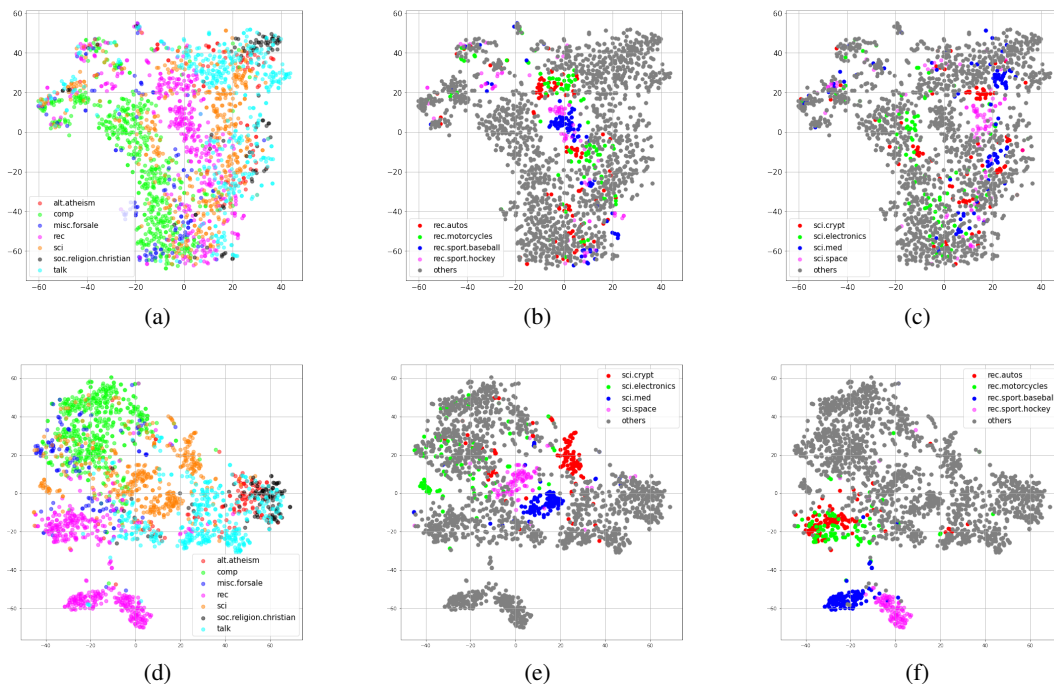 60
40
20
0
−20
−40
−60
alt.atheism
comp
misc.forsale
rec
sci
soc.religion.christian
talk
−60 −40 −20 0 20 40
(a)
60
40
20
0
−20
−40
−60
rec.autos
rec.motorcycles
rec.sport.baseball
rec.sport.hockey
others
−60 −40 −20 0 20 40
(b)
60
40
20
0
−20
−40
−60
sci.crypt
sci.electronics
sci.med
sci.space
others
−60 −40 −20 0 20 40
(c)
60
40
20
0
−20
−40
−60
alt.atheism
comp
misc.forsale
rec
sci
soc.religion.christian
talk
−40 −20 0 20 40 60
(d)
sci.crypt
sci.electronics
sci.med
sci.space
others
60
40
20
0
−20
−40
−60
−40 −20 0 20 40 60
(e)
rec.autos
rec.motorcycles
rec.sport.baseball
rec.sport.hockey
others
60
40
20
0
−20
−40
−60
−40 −20 0 20 40 60
(f)